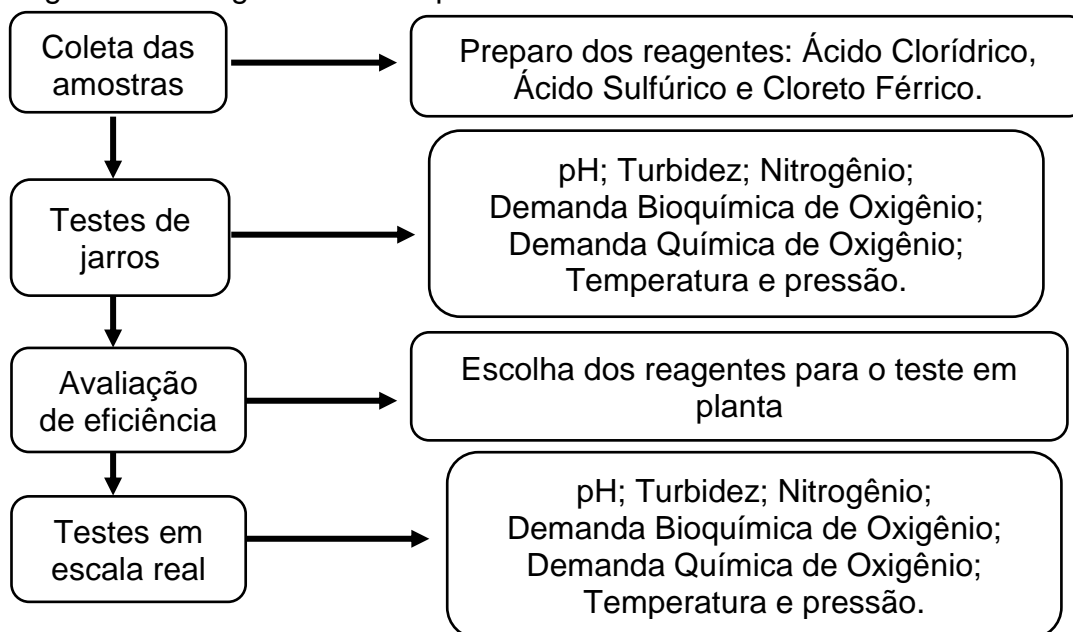 Coleta das
amostras
Preparo dos reagentes: Ácido Clorídrico,
Ácido Sulfúrico e Cloreto Férrico.
Testes de
jarros
pH; Turbidez; Nitrogênio;
Demanda Bioquímica de Oxigênio;
Demanda Química de Oxigênio;
Temperatura e pressão.
Avaliação
de eficiência
Escolha dos reagentes para o teste em
planta
Testes em
escala real
pH; Turbidez; Nitrogênio;
Demanda Bioquímica de Oxigênio;
Demanda Química de Oxigênio;
Temperatura e pressão.